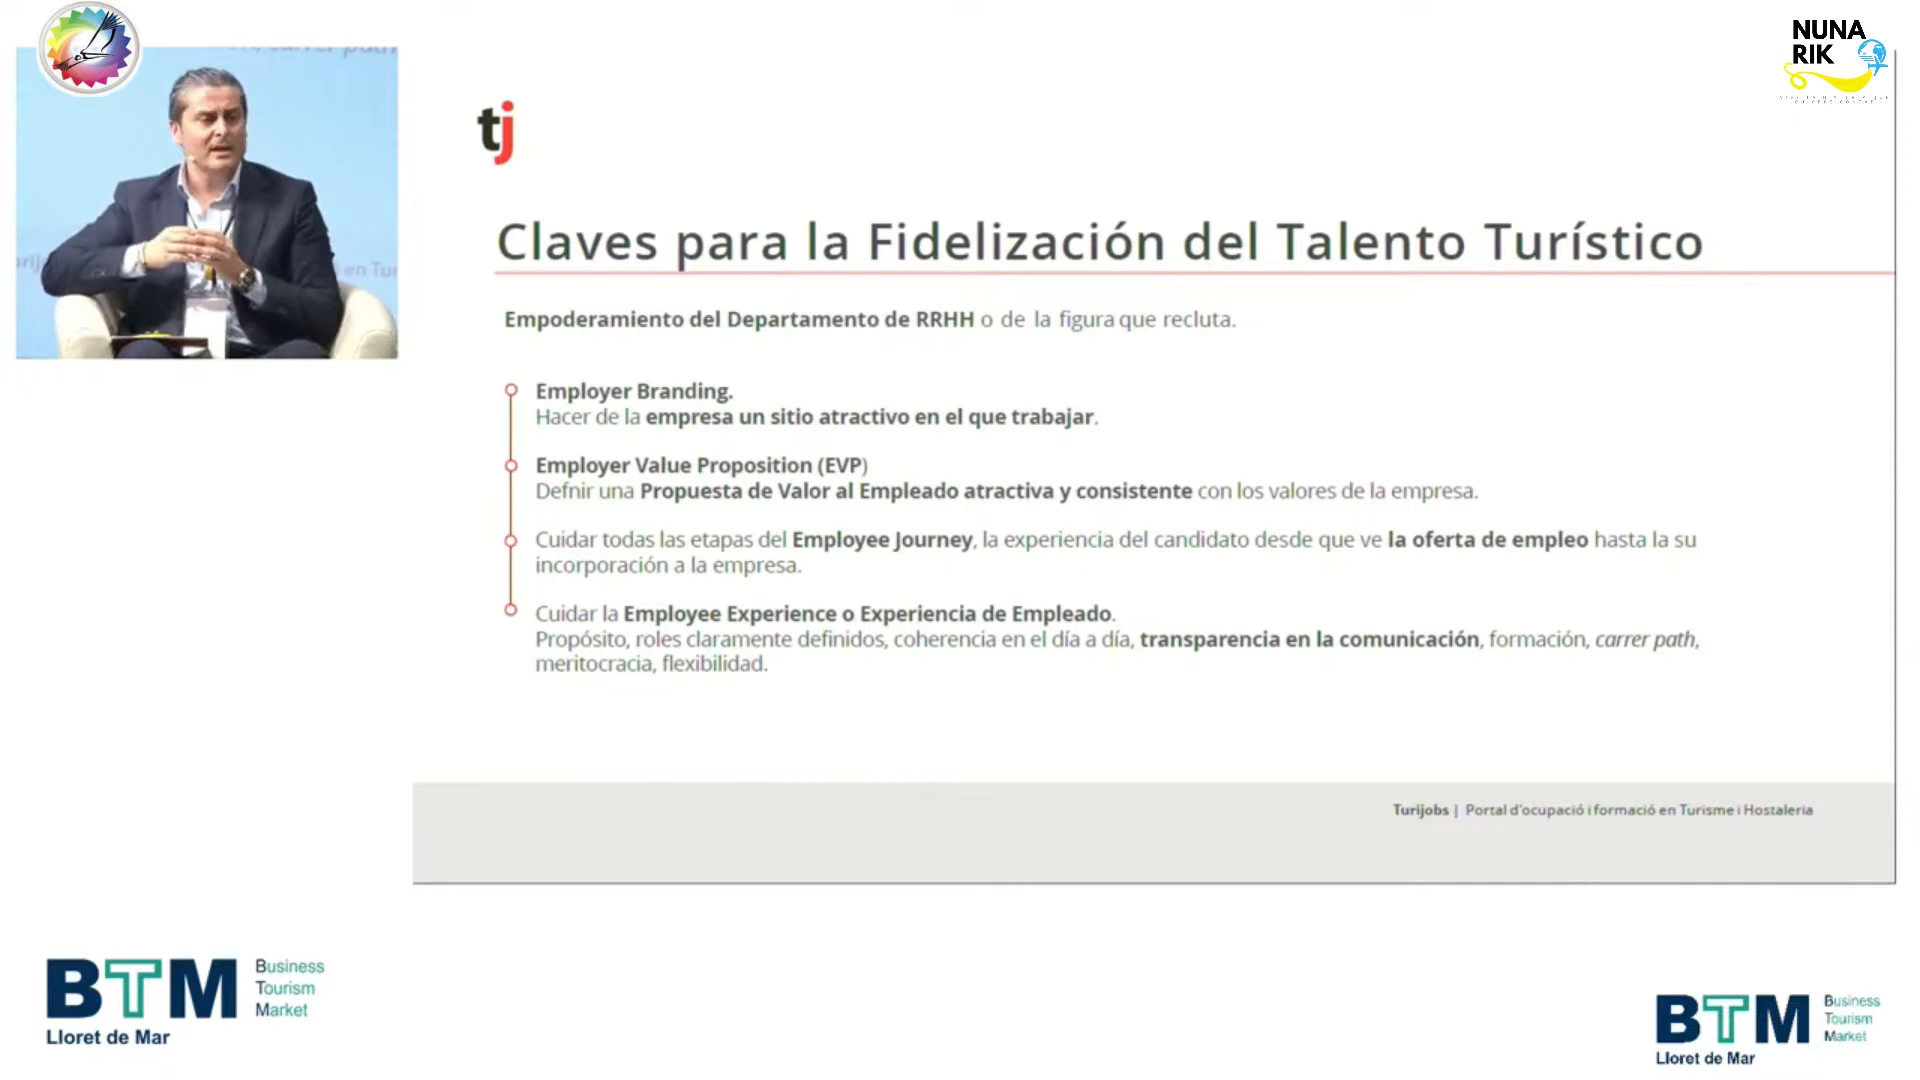 NUNA
RIK
tj
Claves para la Fidelización del Talento Turístico
Empoderamiento del Departamento de RRHH o de la figura que recluta.
Employer Branding.
Hacer de la empresa un sitio atractivo en el que trabajar.
Employer Value Proposition (EVP)
Defnir una Propuesta de Valor al Empleado atractiva y consistente con los valores de la empresa.
Cuidar todas las etapas del Employee Journey, la experiencia del candidato desde que ve la oferta de empleo hasta la su
incorporación a la empresa.
Cuidar la Employee Experience o Experiencia de Empleado.
Propósito, roles claramente definidos, coherencia en el día a día, transparencia en la comunicación, formación, carrer path,
meritocracia, flexibilidad.
Turijobs | Portal d'ocupació i formació en Turisme i Hostaleria
BTM
Business
Tourism
Market
Lloret de Mar
BTM
Business
Tourism
Market
Lloret de Mar